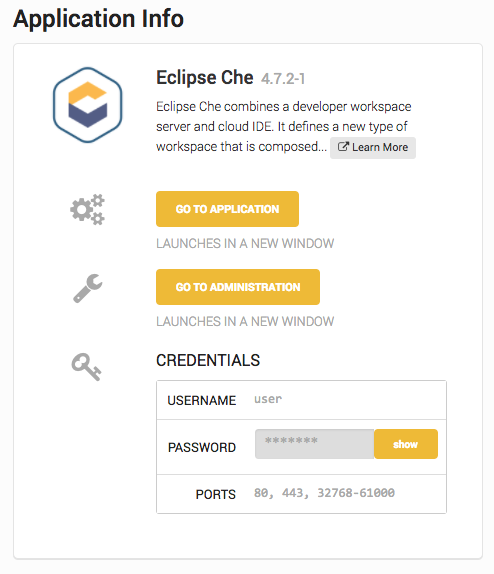 Application Info
Eclipse Che 4.7.2-1
Eclipse Che combines a developer workspace
server and cloud IDE. It defines a new type of
workspace that is composed... Learn More
GO TO APPLICATION
LAUNCHES IN A NEW WINDOW
GO TO ADMINISTRATION
LAUNCHES IN A NEW WINDOW
CREDENTIALS
USERNAME user
PASSWORD ******* show
PORTS 80, 443, 32768-61000